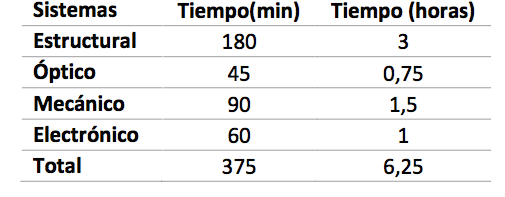 Sistemas Tiempo(min) Tiempo (horas)
Estructural 180 3
Óptico 45 0,75
Mecánico 90 1,5
Electrónico 60 1
Total 375 6,25